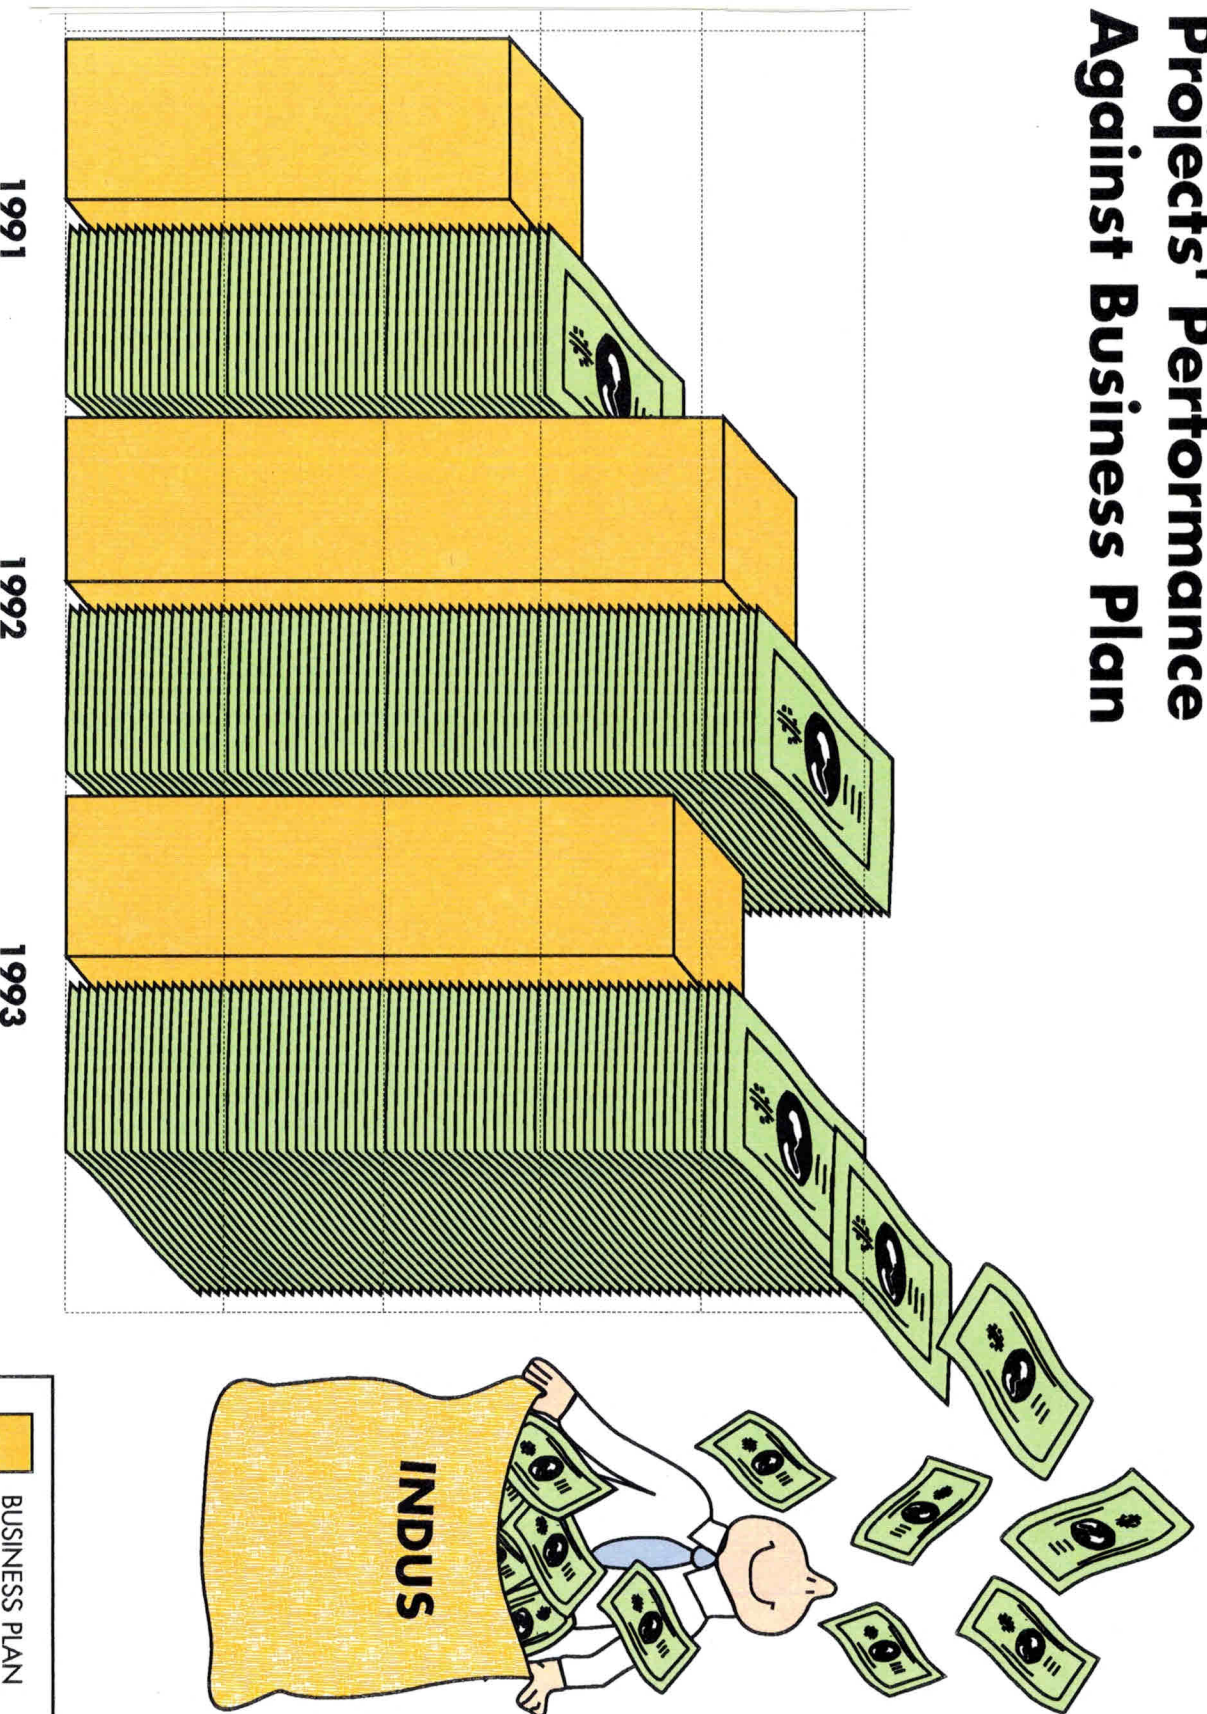 Projects' Performance
Against Business Plan
INDUS
1991
1992
1993
BUSINESS PLAN